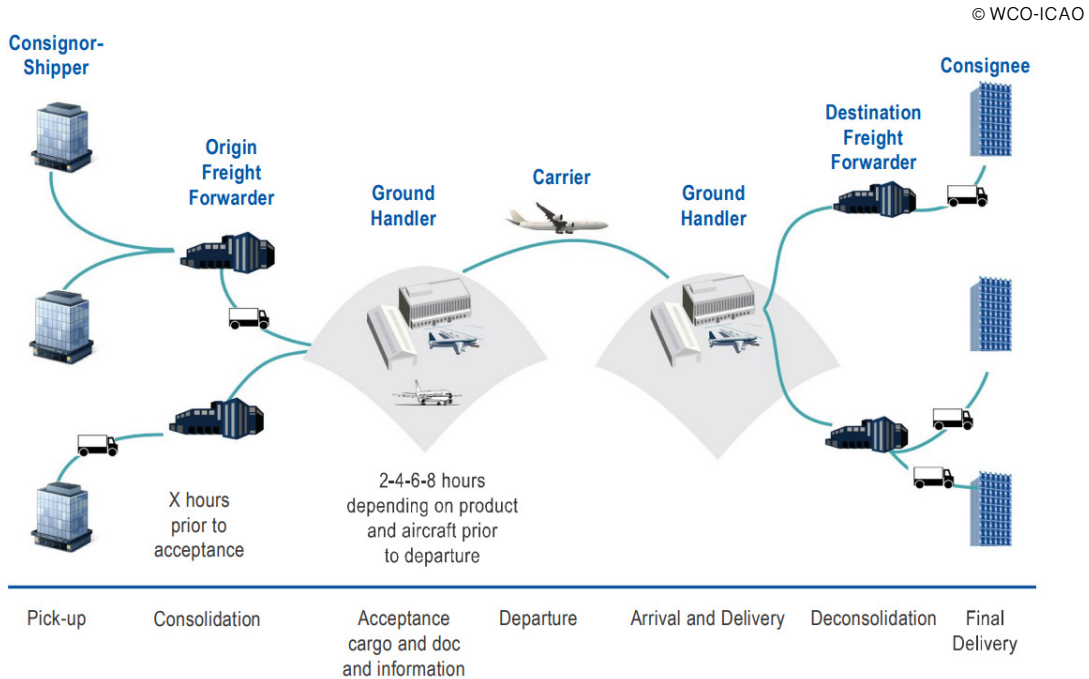 © WCO-ICAO
Consignor-
Shipper
Origin
Freight
Forwarder
Ground
Handler
Carrier
Ground
Handler
Destination
Freight
Forwarder
Consignee
X hours
prior to
acceptance
2-4-6-8 hours
depending on product
and aircraft prior
to departure
Pick-up
Consolidation
Acceptance
cargo and doc
and information
Departure
Arrival and Delivery
Deconsolidation
Final
Delivery